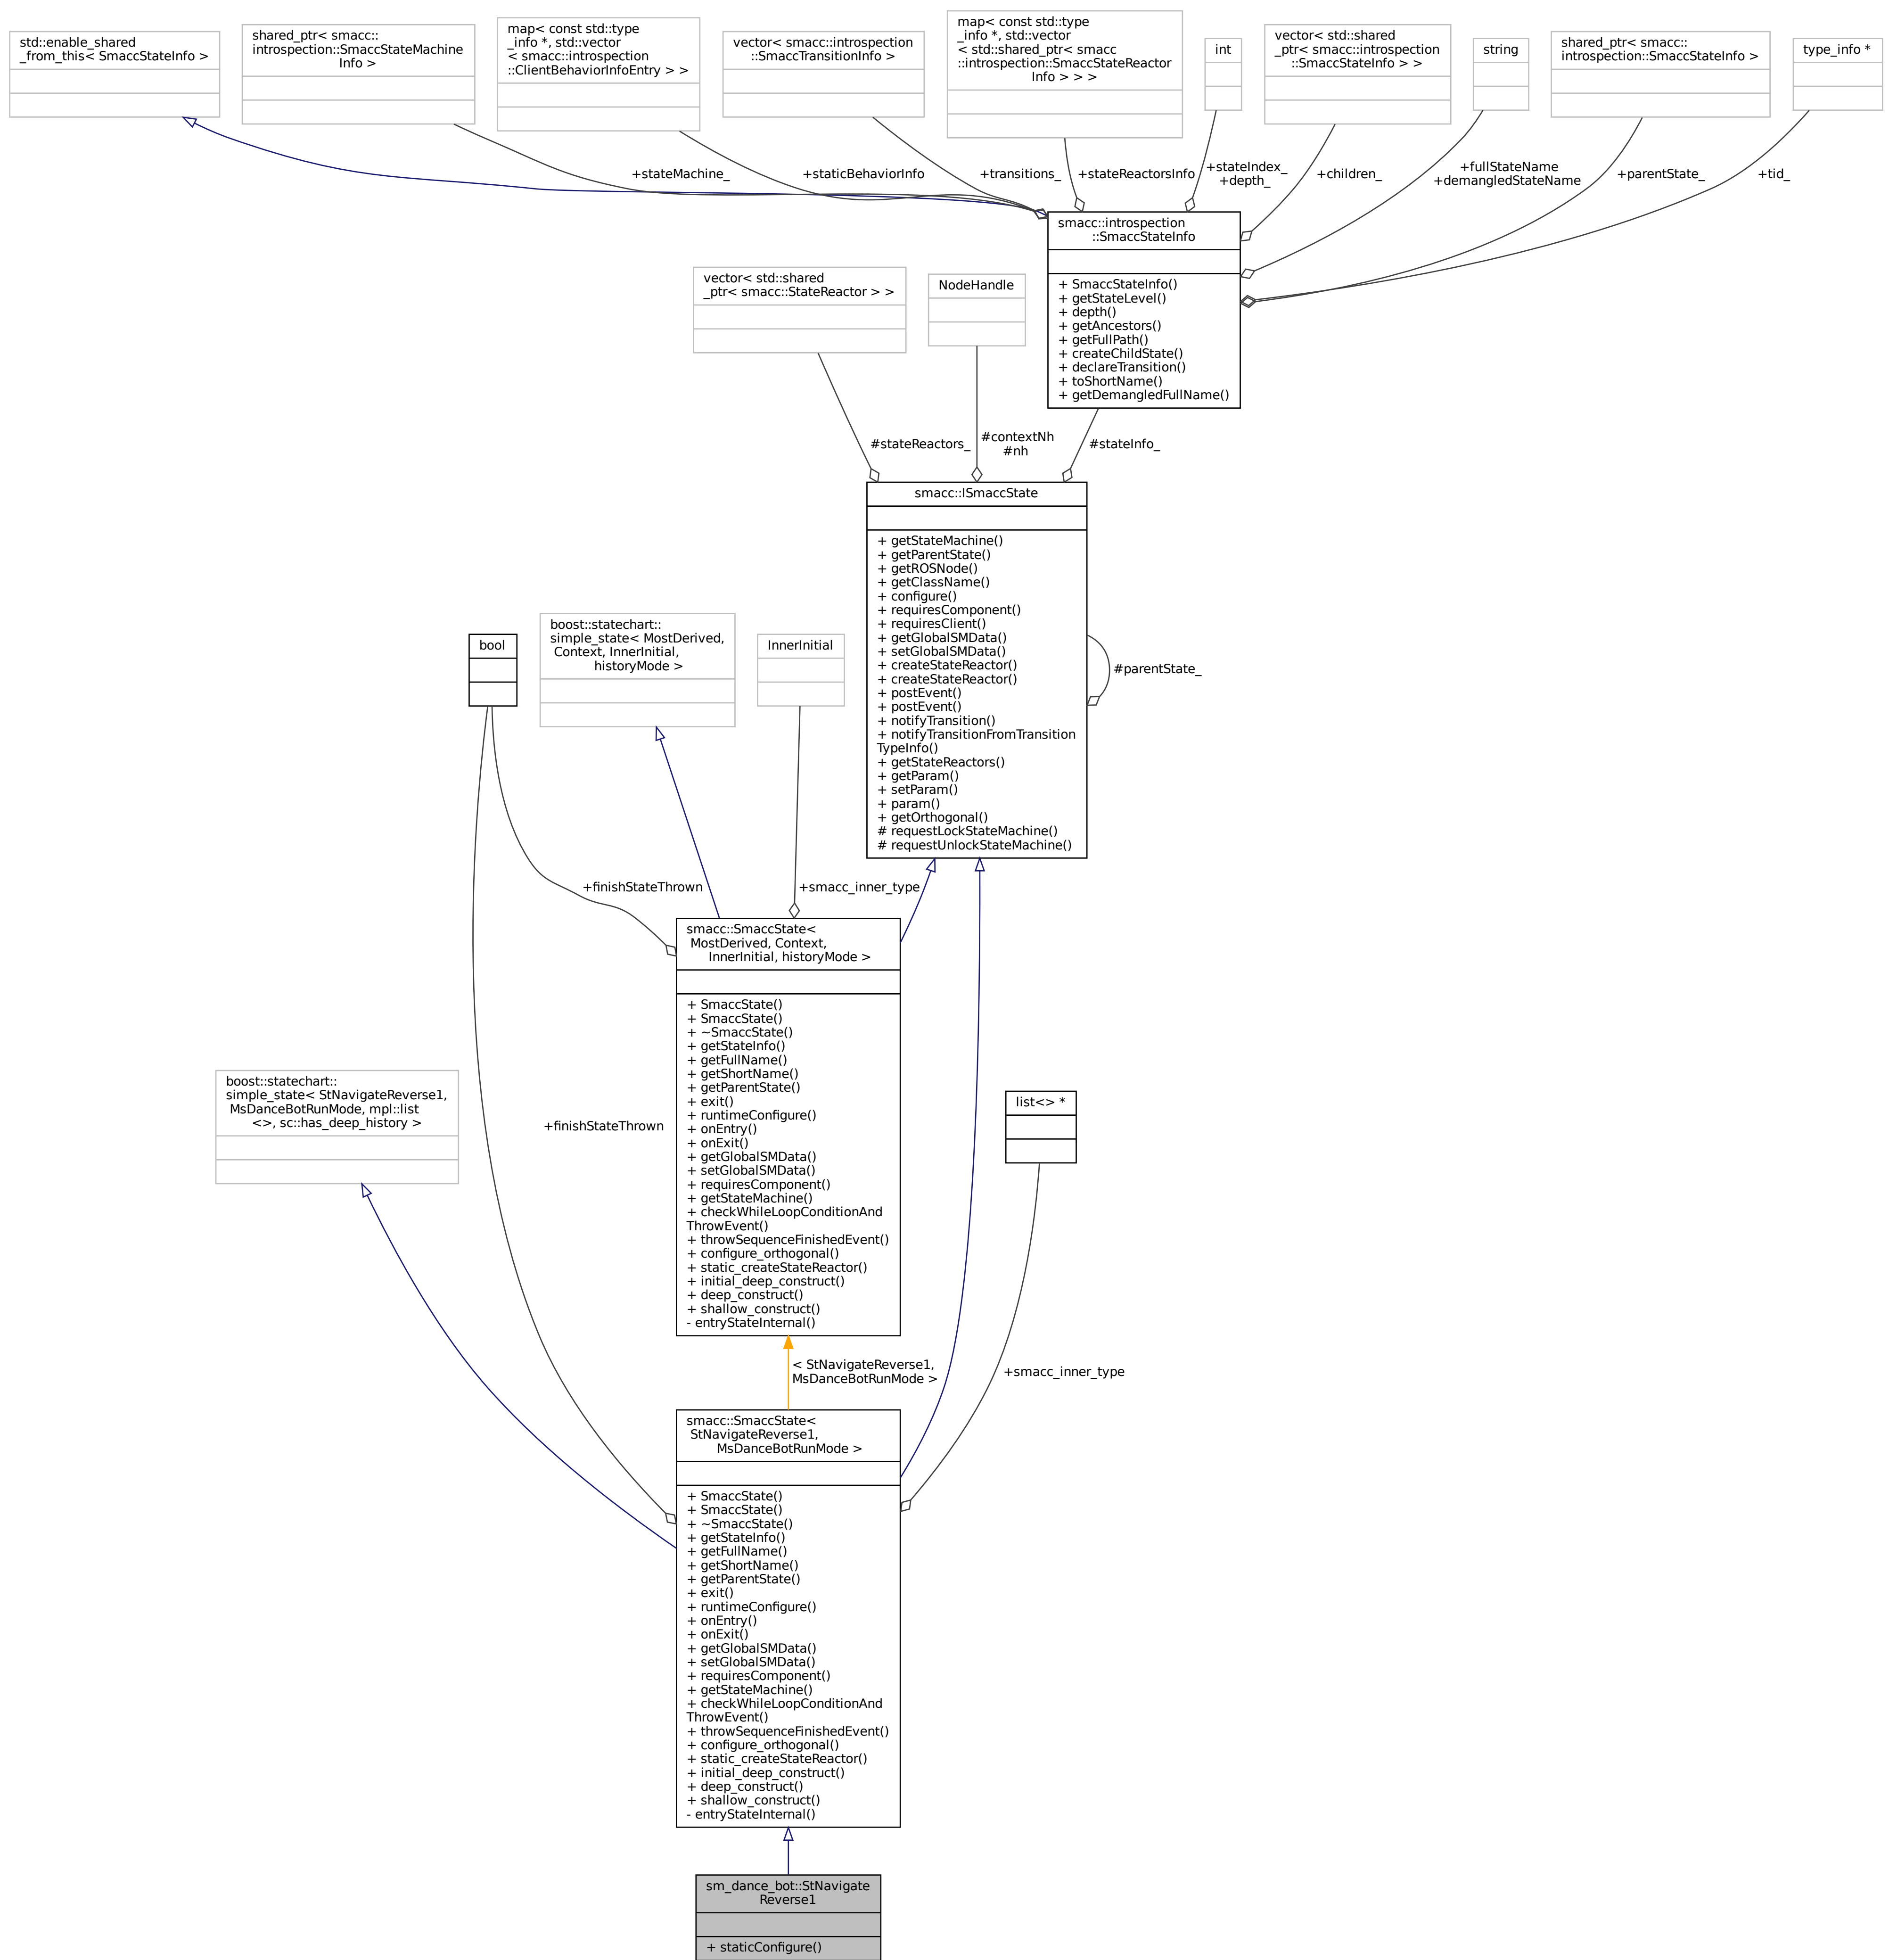 std::enable_shared
_from_this< SmaccStateInfo >
shared_ptr< smacc::
introspection::SmaccStateMachine
Info >
map< const std::type
_info *, std::vector
< smacc::introspection
::ClientBehaviorInfoEntry > >
vector< smacc::introspection
::SmaccTransitionInfo >
map< const std::type
_info *, std::vector
< std::shared_ptr< smacc
::introspection::SmaccStateReactor
Info > > >
int
vector< std::shared
_ptr< smacc::introspection
::SmaccStateInfo > >
string
shared_ptr< smacc::
introspection::SmaccStateInfo >
type_info *
+stateMachine_
+staticBehaviorInfo
+transitions_
+stateReactorsInfo
+stateIndex_
+depth_
+children_
+fullStateName
+demangledStateName
+parentState_
+tid_
smacc::introspection
::SmaccStateInfo
+ SmaccStateInfo()
+ getStateLevel()
+ depth()
+ getAncestors()
+ getFullPath()
+ createChildState()
+ declareTransition()
+ toShortName()
+ getDemangledFullName()
vector< std::shared
_ptr< smacc::StateReactor > >
NodeHandle
#stateReactors_
#contextNh
#nh
#stateInfo_
smacc::ISmaccState
+ getStateMachine()
+ getParentState()
+ getROSNode()
+ getClassName()
+ configure()
+ requiresComponent()
+ requiresClient()
+ getGlobalSMData()
+ setGlobalSMData()
+ createStateReactor()
+ createStateReactor()
+ postEvent()
+ postEvent()
+ notifyTransition()
+ notifyTransitionFromTransition
TypeInfo()
+ getStateReactors()
+ getParam()
+ setParam()
+ param()
+ getOrthogonal()
# requestLockStateMachine()
# requestUnlockStateMachine()
#parentState_
bool
boost::statechart::
simple_state< MostDerived,
Context, InnerInitial,
historyMode >
InnerInitial
+finishStateThrown
+smacc_inner_type
smacc::SmaccState<
MostDerived, Context,
InnerInitial, historyMode >
+ SmaccState()
+ SmaccState()
+ ~SmaccState()
+ getStateInfo()
+ getFullName()
+ getShortName()
+ getParentState()
+ exit()
+ runtimeConfigure()
+ onEntry()
+ onExit()
+ getGlobalSMData()
+ setGlobalSMData()
+ requiresComponent()
+ getStateMachine()
+ checkWhileLoopConditionAnd
ThrowEvent()
+ throwSequenceFinishedEvent()
+ configure_orthogonal()
+ static_createStateReactor()
+ initial_deep_construct()
+ deep_construct()
+ shallow_construct()
- entryStateInternal()
boost::statechart::
simple_state< StNavigateReverse1,
MsDanceBotRunMode, mpl::list
<>, sc::has_deep_history >
+finishStateThrown
list<> *
< StNavigateReverse1,
MsDanceBotRunMode >
+smacc_inner_type
smacc::SmaccState<
StNavigateReverse1,
MsDanceBotRunMode >
+ SmaccState()
+ SmaccState()
+ ~SmaccState()
+ getStateInfo()
+ getFullName()
+ getShortName()
+ getParentState()
+ exit()
+ runtimeConfigure()
+ onEntry()
+ onExit()
+ getGlobalSMData()
+ setGlobalSMData()
+ requiresComponent()
+ getStateMachine()
+ checkWhileLoopConditionAnd
ThrowEvent()
+ throwSequenceFinishedEvent()
+ configure_orthogonal()
+ static_createStateReactor()
+ initial_deep_construct()
+ deep_construct()
+ shallow_construct()
- entryStateInternal()
sm_dance_bot::StNavigate
Reverse1
+ staticConfigure()